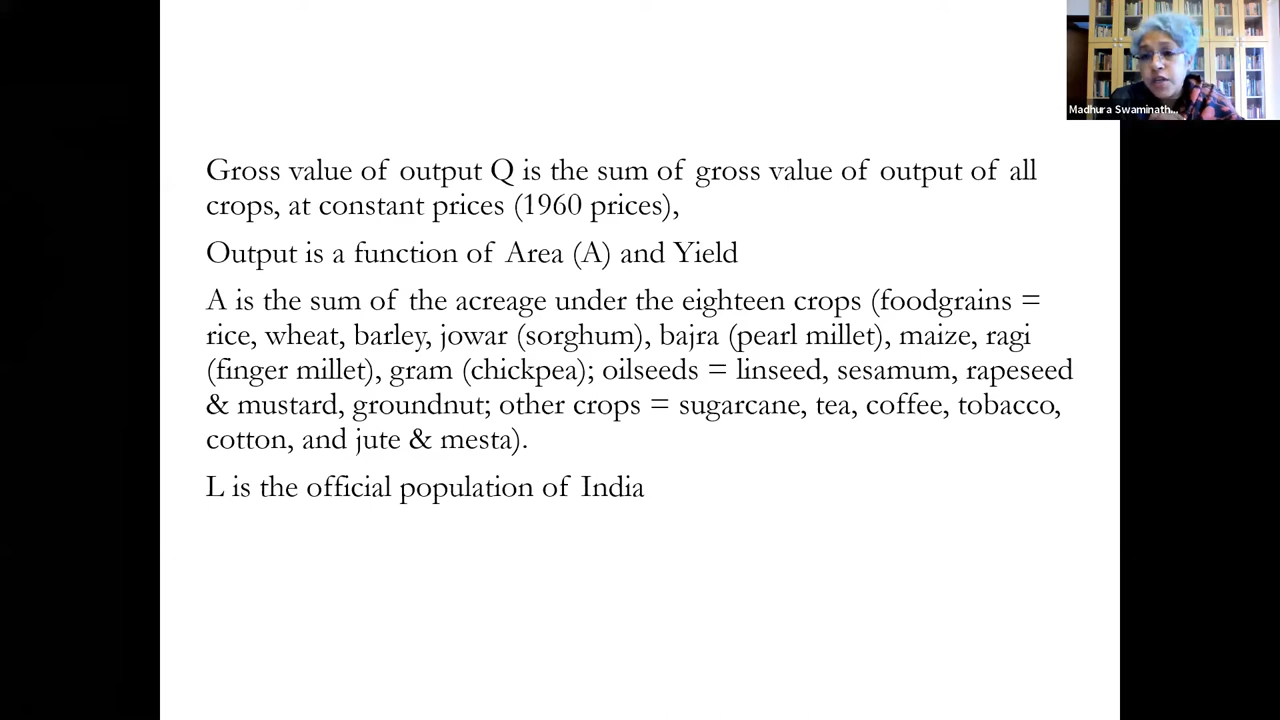 Madhura Swaminath...
Gross value of output Q is the sum of gross value of output of all
crops, at constant prices (1960 prices),
Output is a function of Area (A) and Yield
A is the sum of the acreage under the eighteen crops (foodgrains =
rice, wheat, barley, jowar (sorghum), bajra (pearl millet), maize, ragi
(finger millet), gram (chickpea); oilseeds = linseed, sesamum, rapeseed
& mustard, groundnut; other crops = sugarcane, tea, coffee, tobacco,
cotton, and jute & mesta).
L is the official population of India